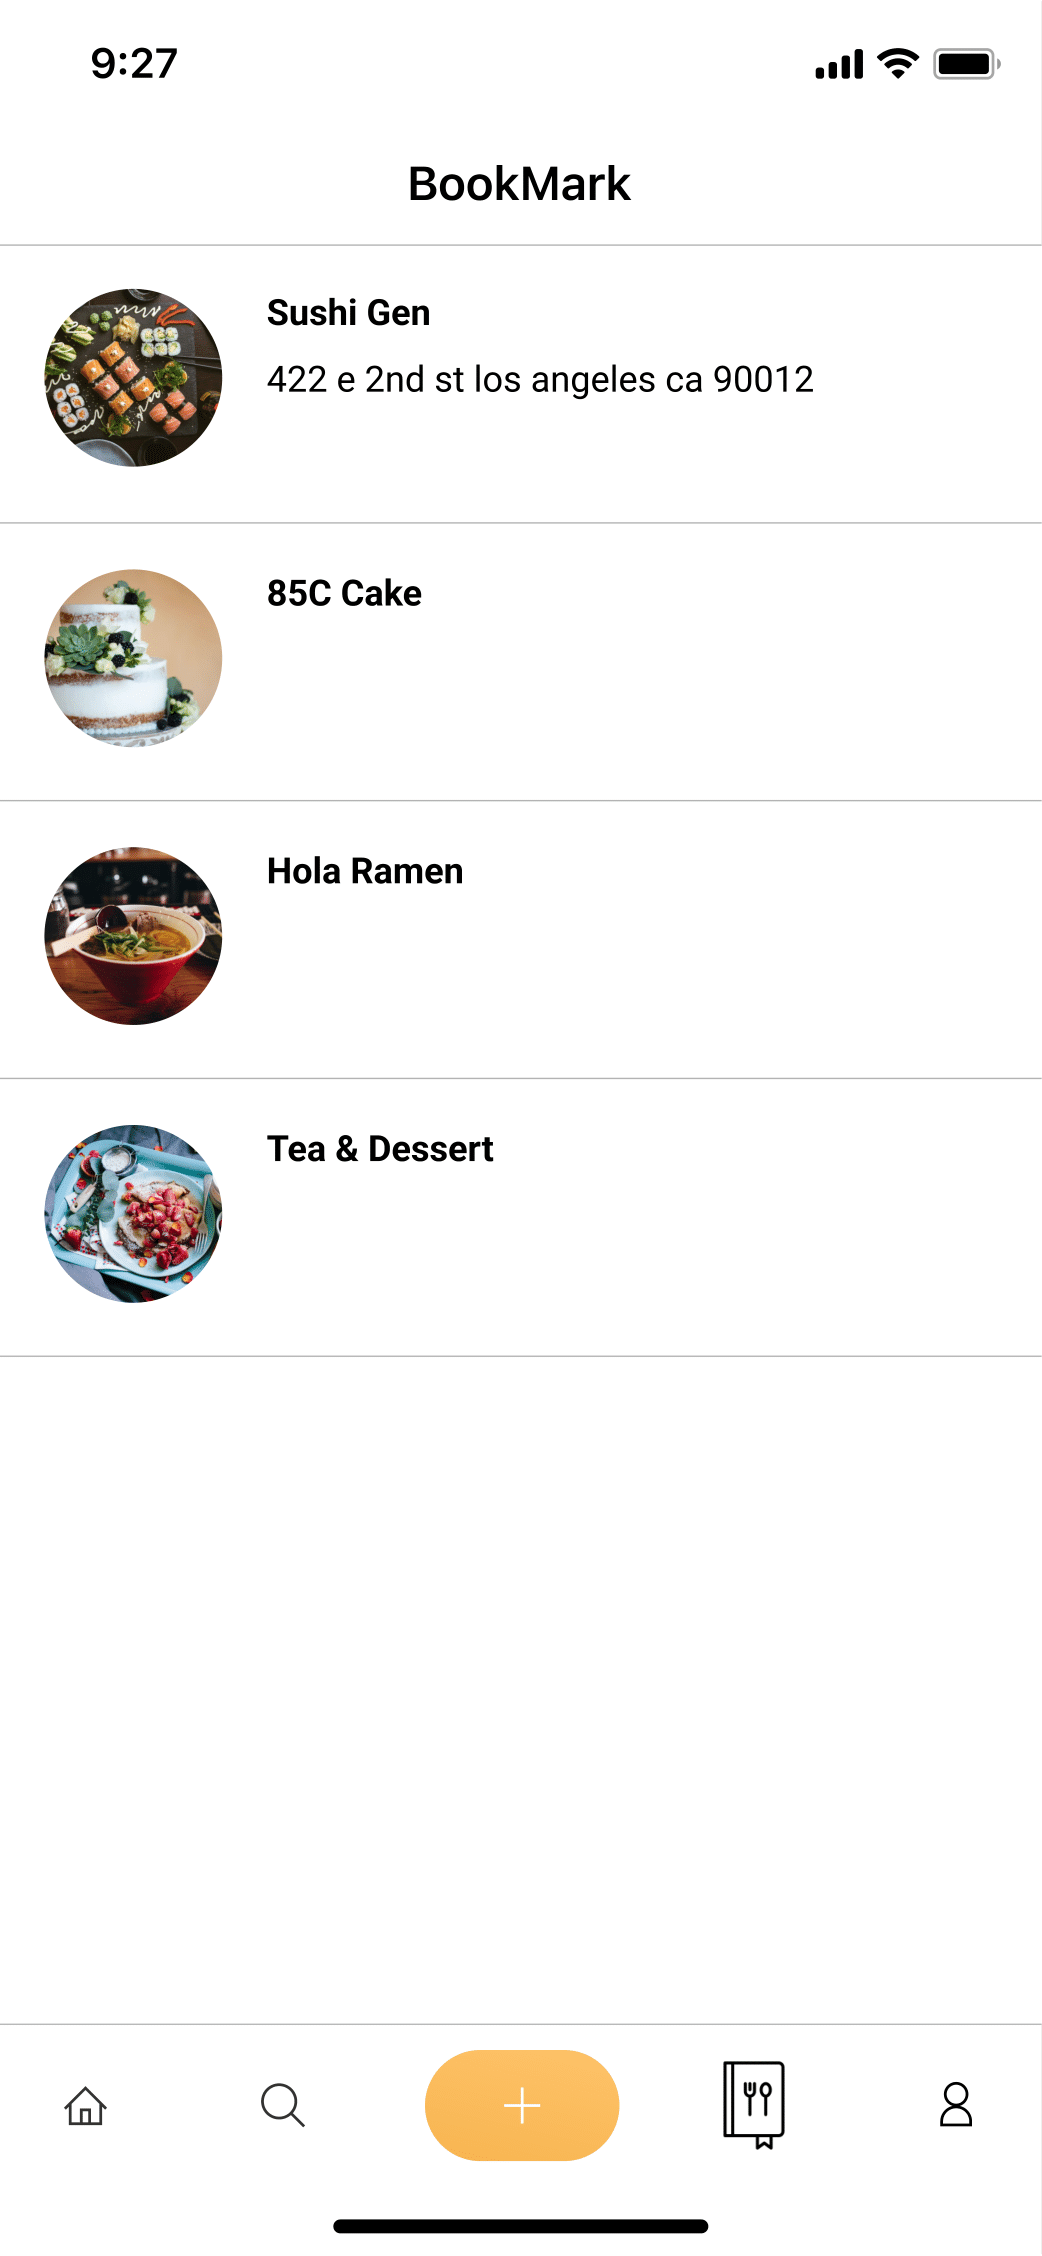 9:27
BookMark
Sushi Gen
422 e 2nd st los angeles ca 90012
85C Cake
Hola Ramen
Tea & Dessert